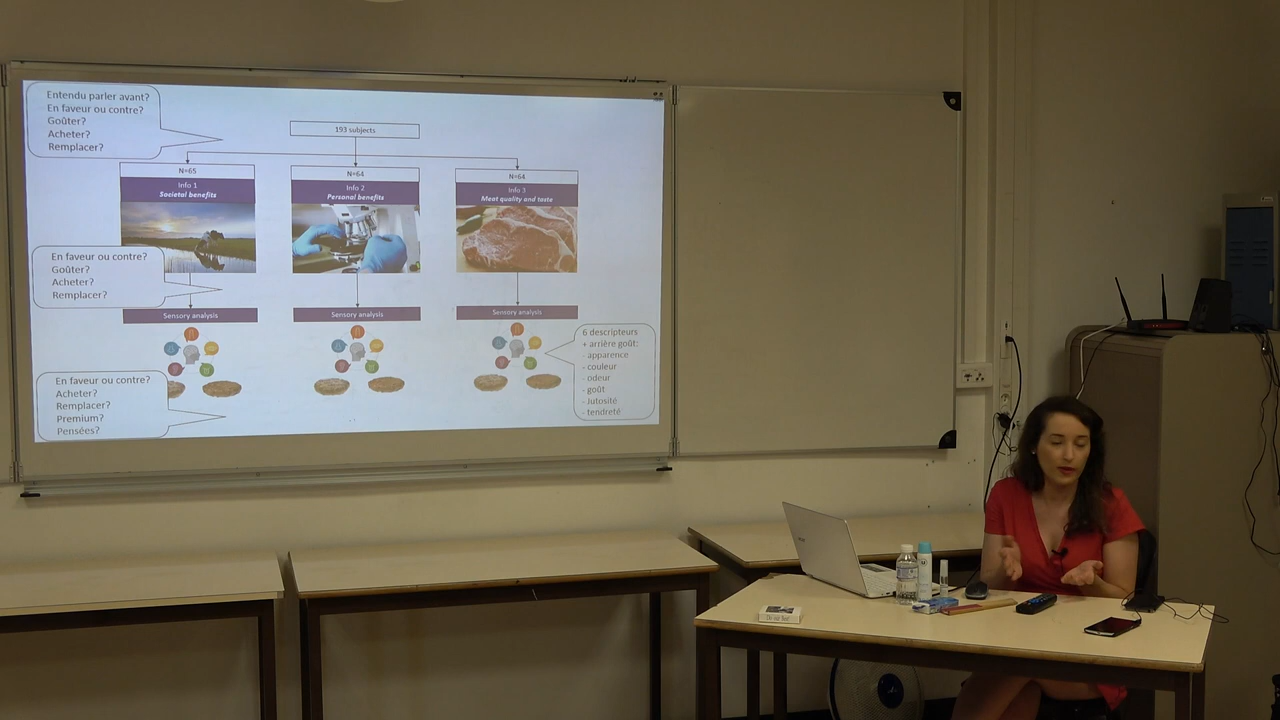 Entendu parler avant?
En faveur ou contre?
Goûter?
Acheter?
Remplacer?
193 subjects
N=65
Info 1
Societal benefits
N=64
Info 2
Personal benefits
N=64
Info 3
Meat quality and taste
En faveur ou contre?
Goûter?
Acheter?
Remplacer?
Sensory analysis
Sensory analysis
Sensory analysis
En faveur ou contre?
Acheter?
Remplacer?
Premium?
Pensées?
6 descripteurs
+ arrière goût:
- apparence
- couleur
- odeur
- goût
- Jutosité
- tendreté